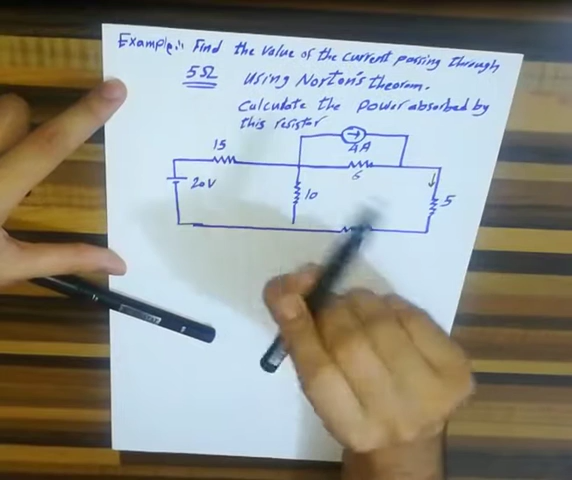 Example:: Find the value of the current passing through
5Ω using Norton's theorem.
Calculate the power absorbed by
this resistor
4A
15
6
20V
10
5